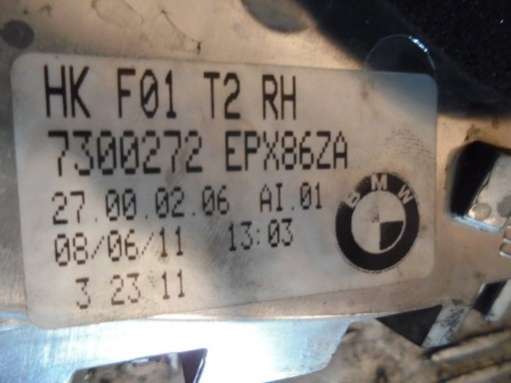 HK F01 T2 RH
7300272 EPX86ZA
27.00.02.06 AI.01
08/06/11 13:03
3 23 11
BMW